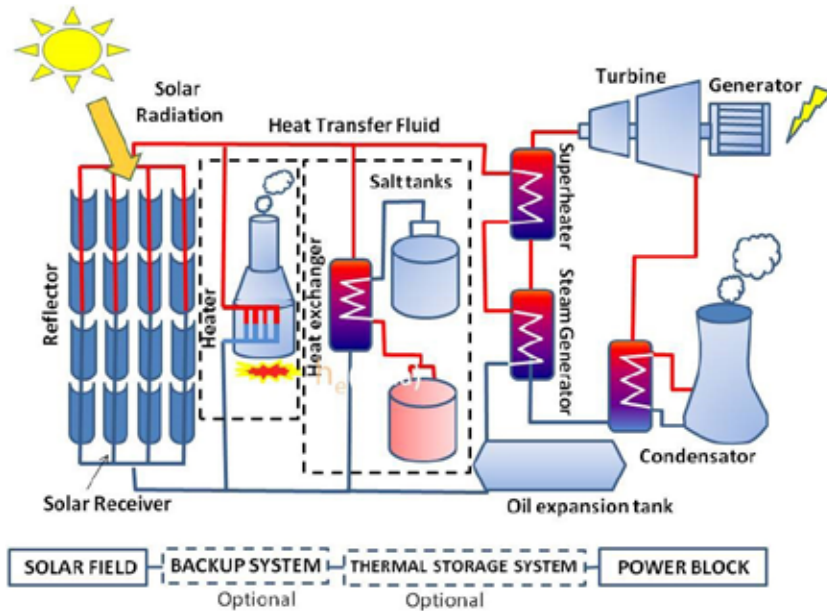 Solar
Radiation
Heat Transfer Fluid
Turbine
Generator
Reflector
Heater
Heat exchanger
Salt tanks
Superheater
Steam Generator
Condensator
Solar Receiver
Oil expansion tank
SOLAR FIELD
BACKUP SYSTEM
THERMAL STORAGE SYSTEM
POWER BLOCK
Optional
Optional